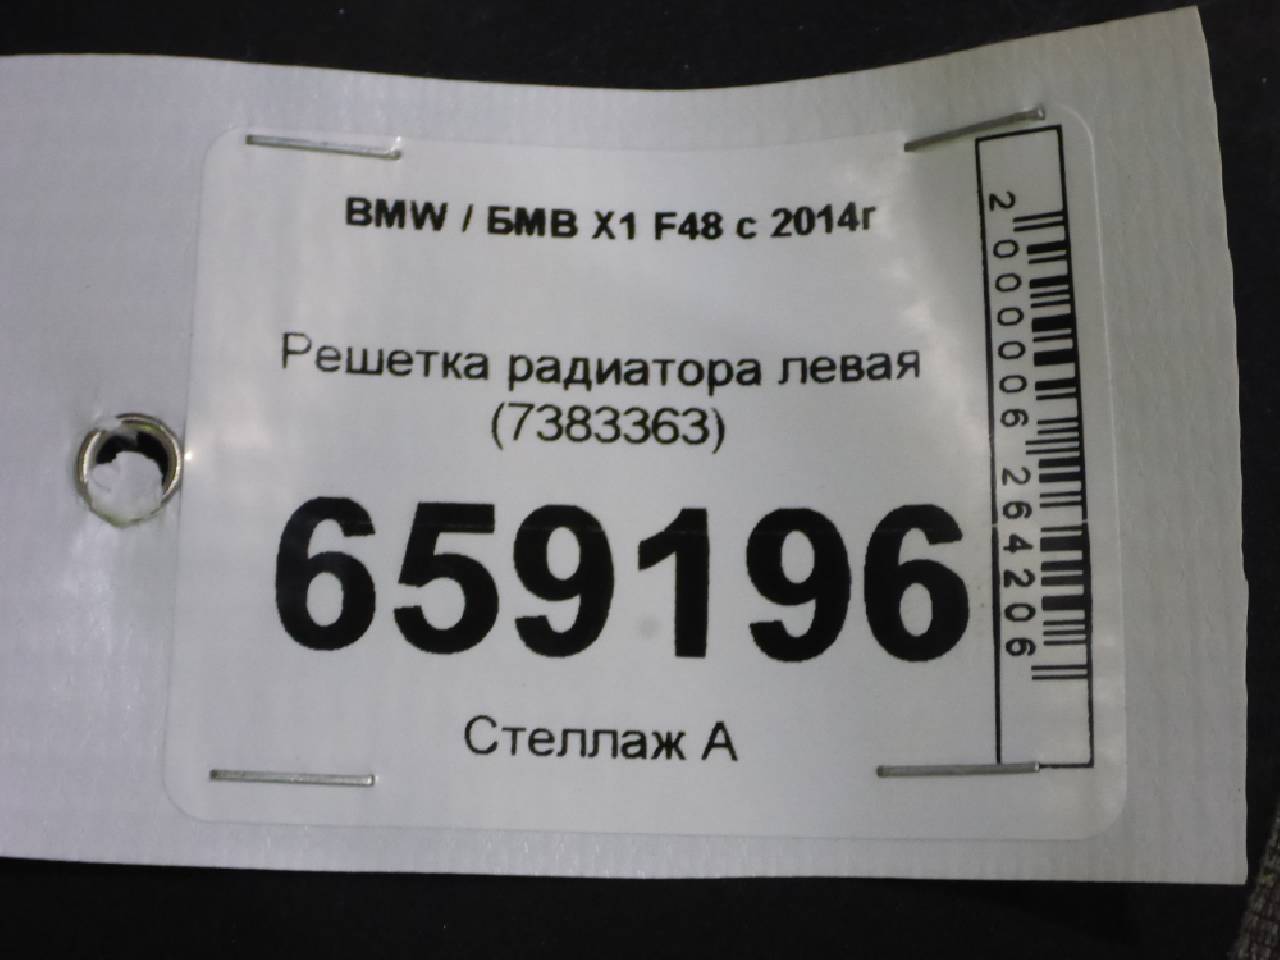 BMW / БМВ X1 F48 с 2014г
Решетка радиатора левая
(7383363)
659196
Стеллаж А
2000006264206